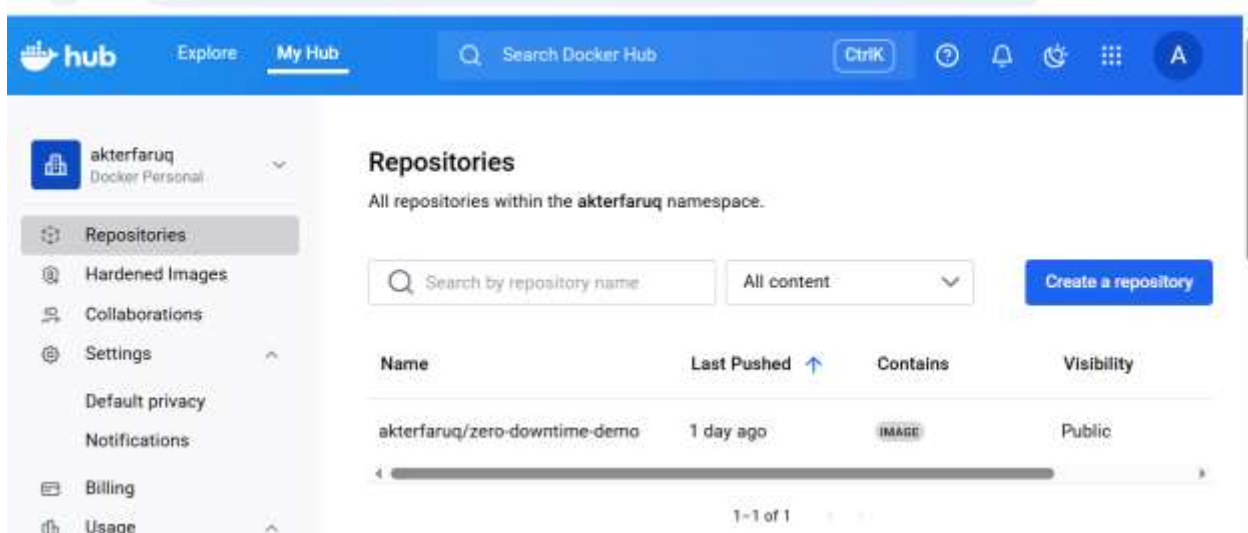 hub Explore My Hub Search Docker Hub CtrlK A
akterfaruq
Docker Personal
Repositories
Hardened Images
Collaborations
Settings
Default privacy
Notifications
Billing
Usage
Repositories
All repositories within the akterfaruq namespace.
Search by repository name All content Create a repository
Name Last Pushed Contains Visibility
akterfaruq/zero-downtime-demo 1 day ago IMAGE Public
1-1 of 1